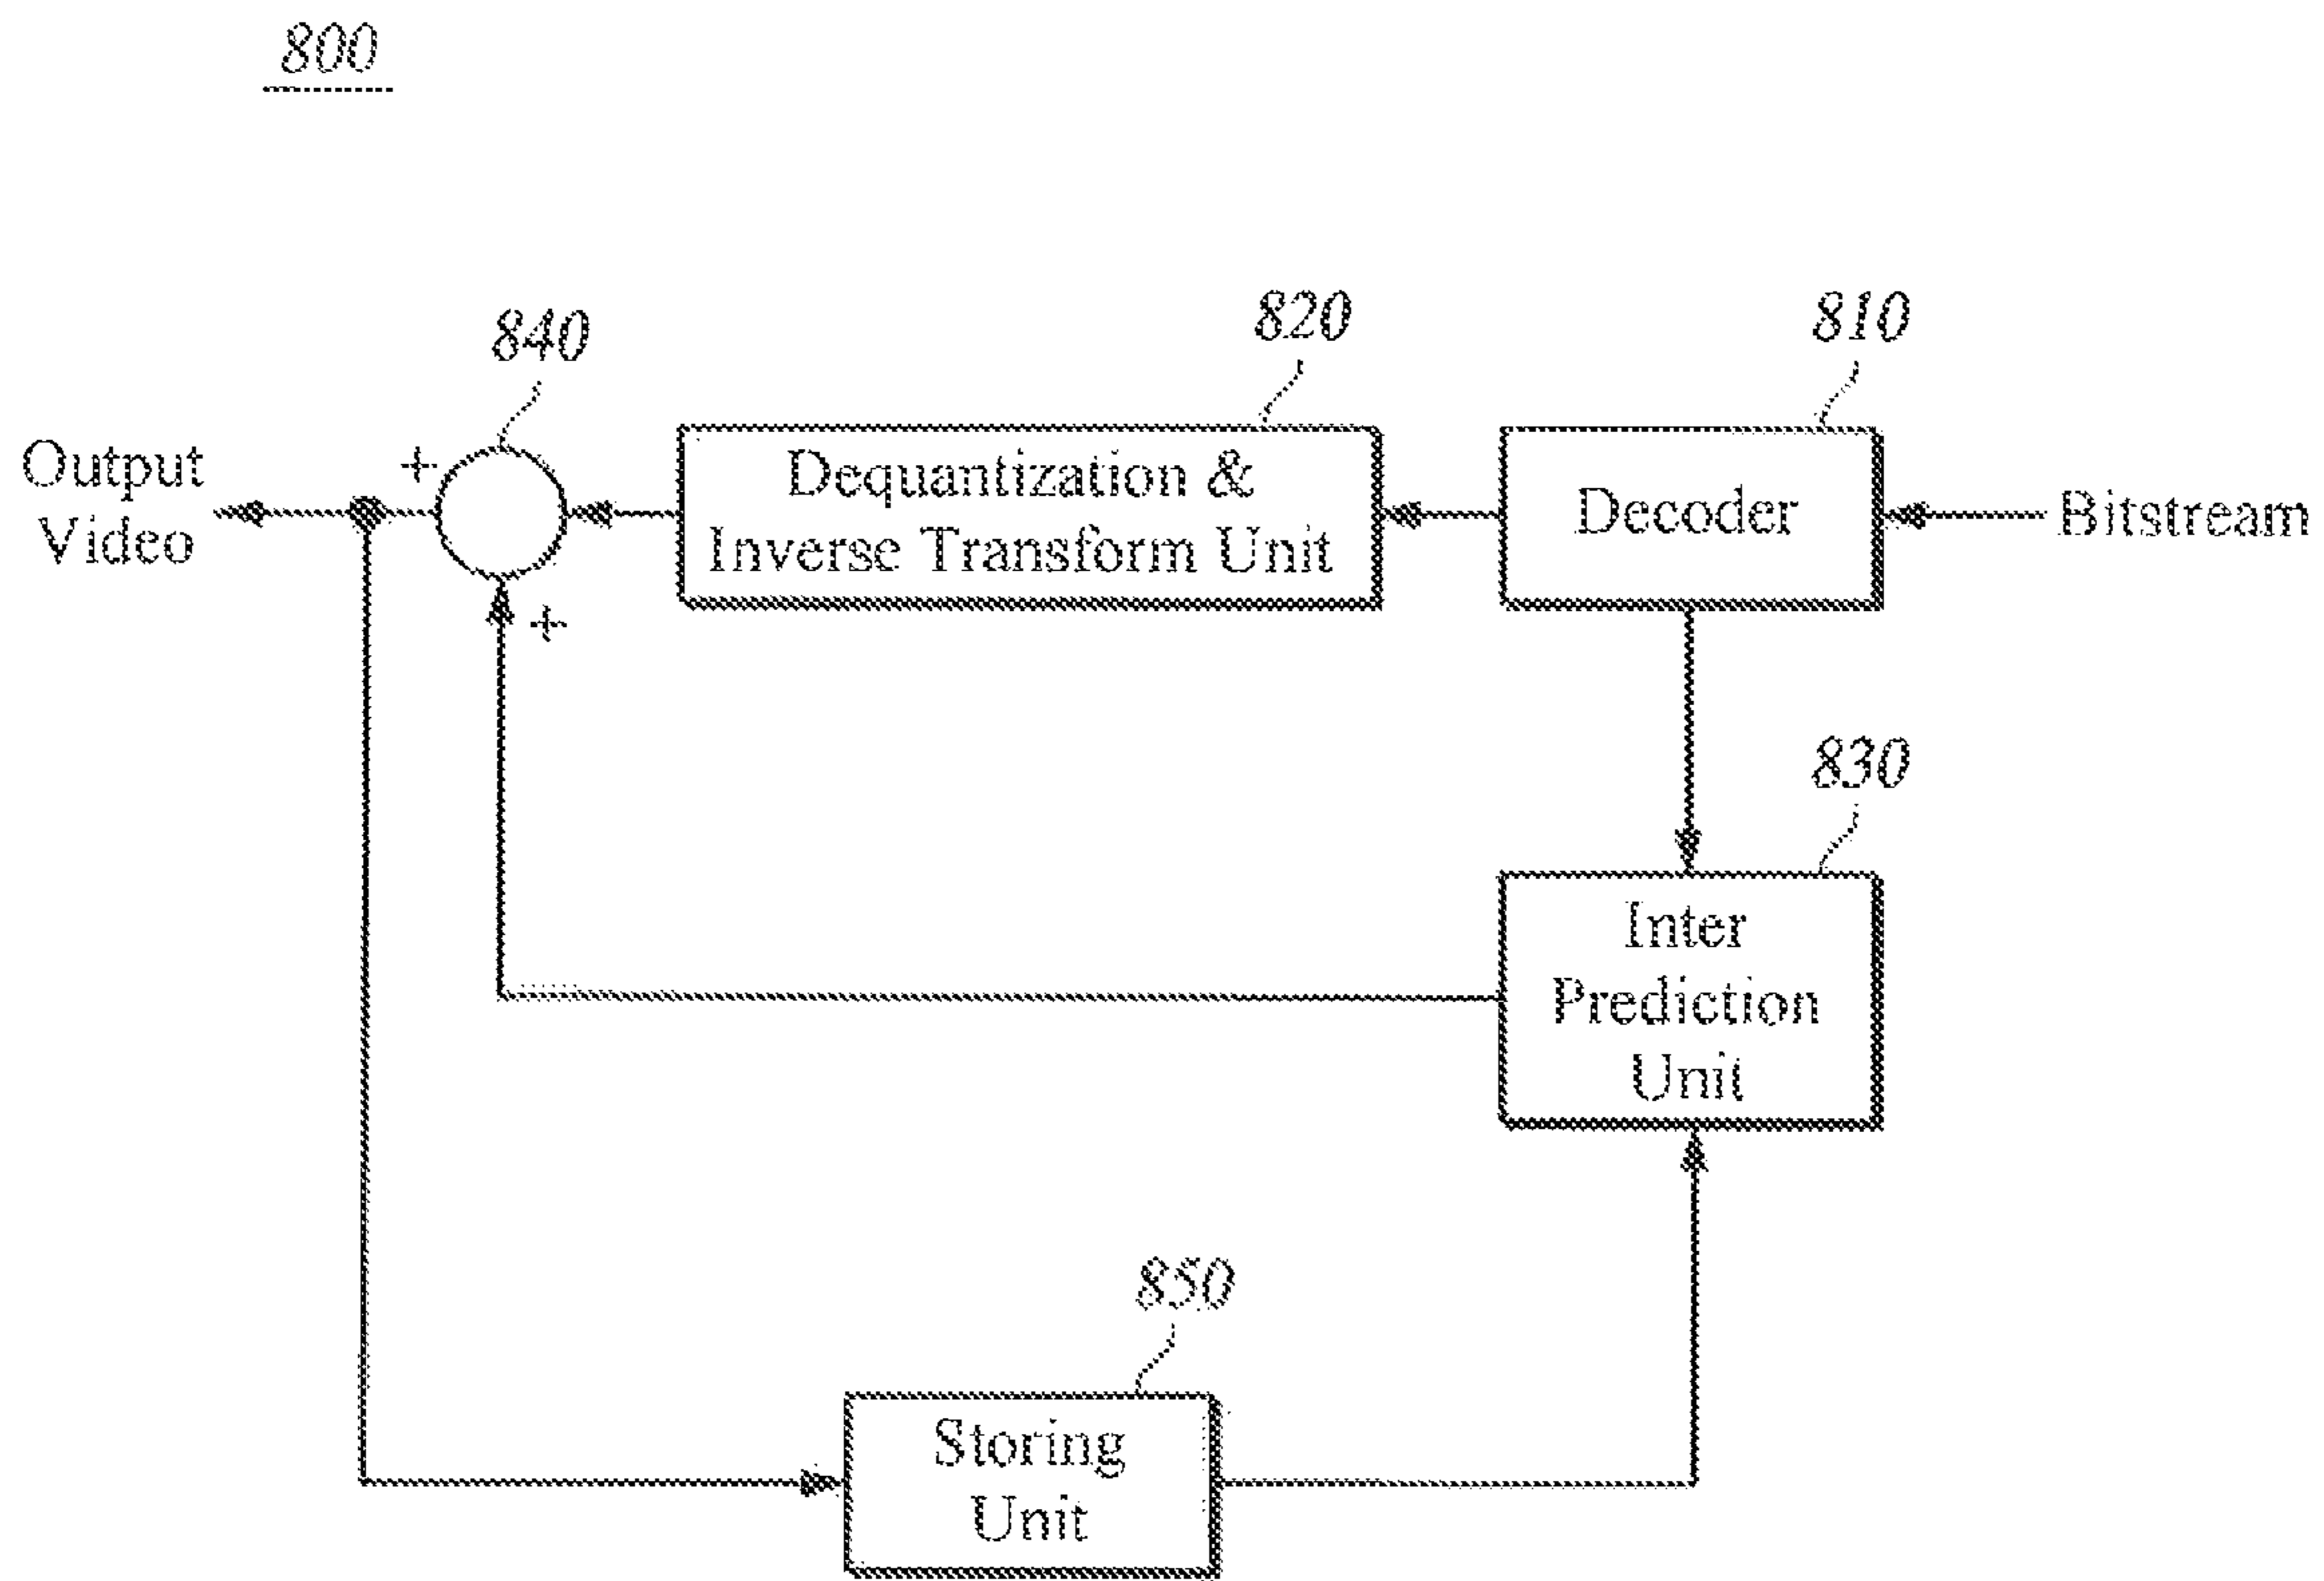 800
840
820
810
Output
Video
+
Dequantization &
Inverse Transform Unit
Decoder
Bitstream
+
830
Inter
Prediction
Unit
850
Storing
Unit